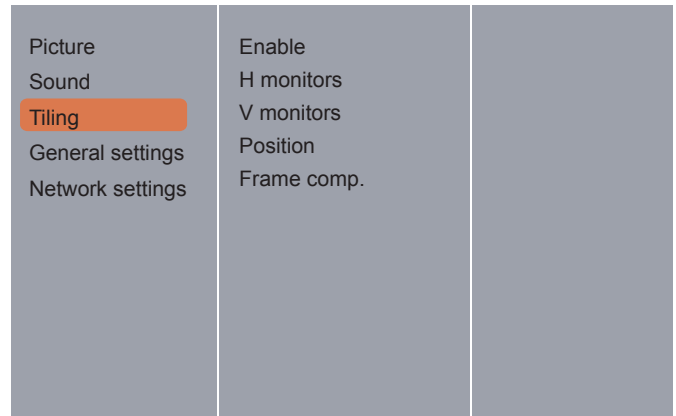 Picture
Sound
Tiling
General settings
Network settings
Enable
H monitors
V monitors
Position
Frame comp.